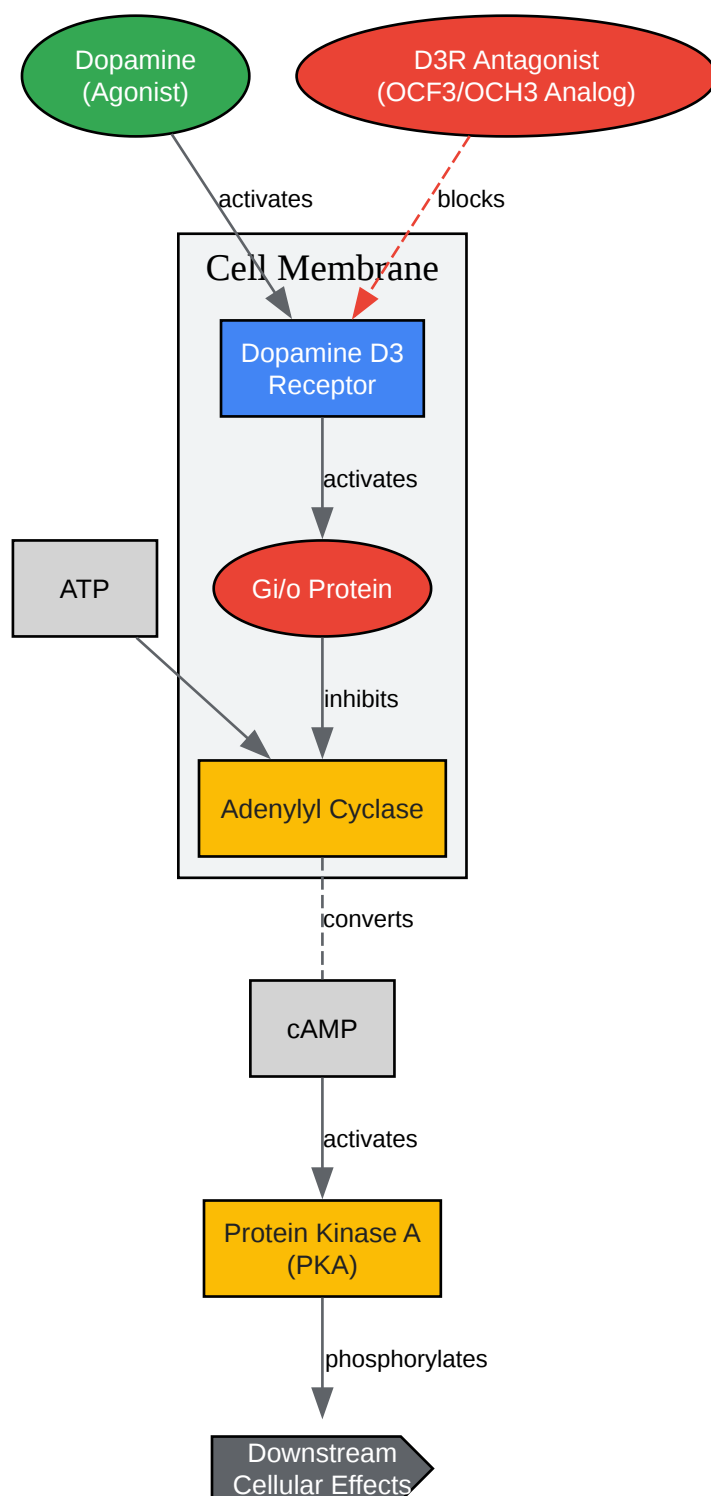 Dopamine
(Agonist)
D3R Antagonist
(OCF3/OCH3 Analog)
activates
blocks
Cell Membrane
Dopamine D3
Receptor
activates
ATP
Gi/o Protein
inhibits
Adenylyl Cyclase
converts
cAMP
activates
Protein Kinase A
(PKA)
phosphorylates
Downstream
Cellular Effects